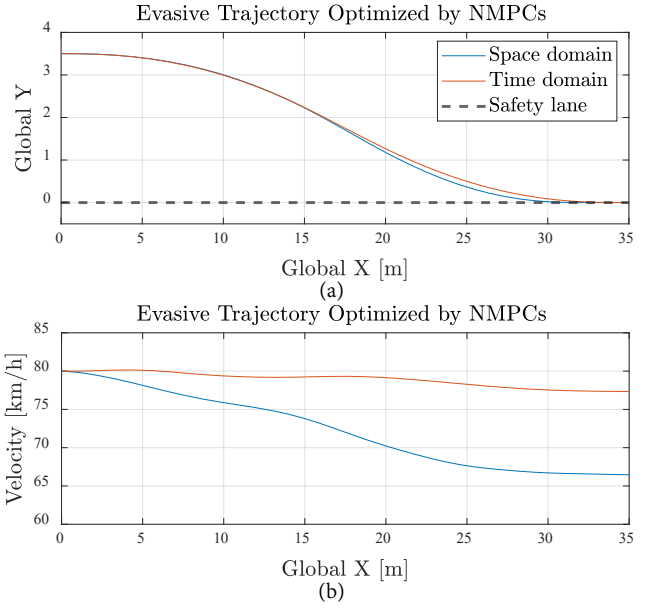 Evasive Trajectory Optimized by NMPCs
4
3
2
1
0
Global Y
Space domain
Time domain
Safety lane
0 5 10 15 20 25 30 35
Global X [m]
(a)
Evasive Trajectory Optimized by NMPCs
85
80
75
70
65
60
Velocity [km/h]
0 5 10 15 20 25 30 35
Global X [m]
(b)